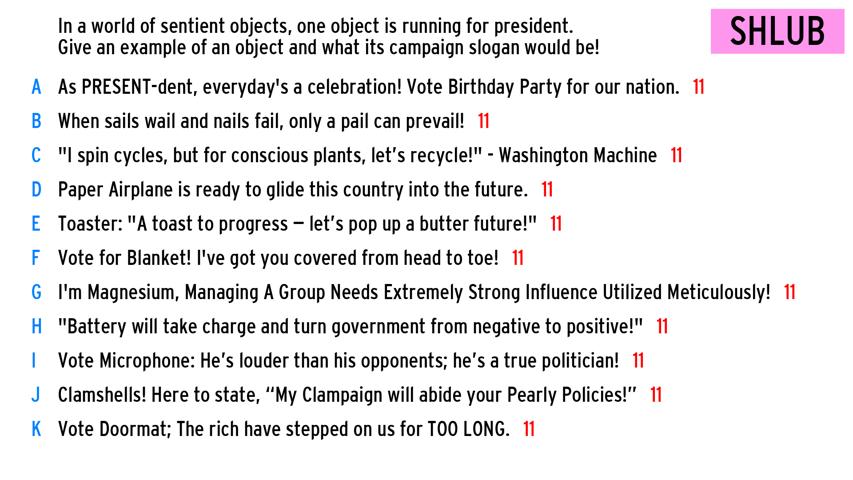 In a world of sentient objects, one object is running for president.
Give an example of an object and what its campaign slogan would be!
SHLUB
A As PRESENT-dent, everyday's a celebration! Vote Birthday Party for our nation. 11
B When sails wail and nails fail, only a pail can prevail! 11
C "I spin cycles, but for conscious plants, let's recycle!" - Washington Machine 11
D Paper Airplane is ready to glide this country into the future. 11
E Toaster: "A toast to progress – let's pop up a butter future!" 11
F Vote for Blanket! I've got you covered from head to toe! 11
G I'm Magnesium, Managing A Group Needs Extremely Strong Influence Utilized Meticulously! 11
H "Battery will take charge and turn government from negative to positive!" 11
I Vote Microphone: He's louder than his opponents; he's a true politician! 11
J Clamshells! Here to state, “My Clampaign will abide your Pearly Policies!” 11
K Vote Doormat; The rich have stepped on us for TOO LONG. 11